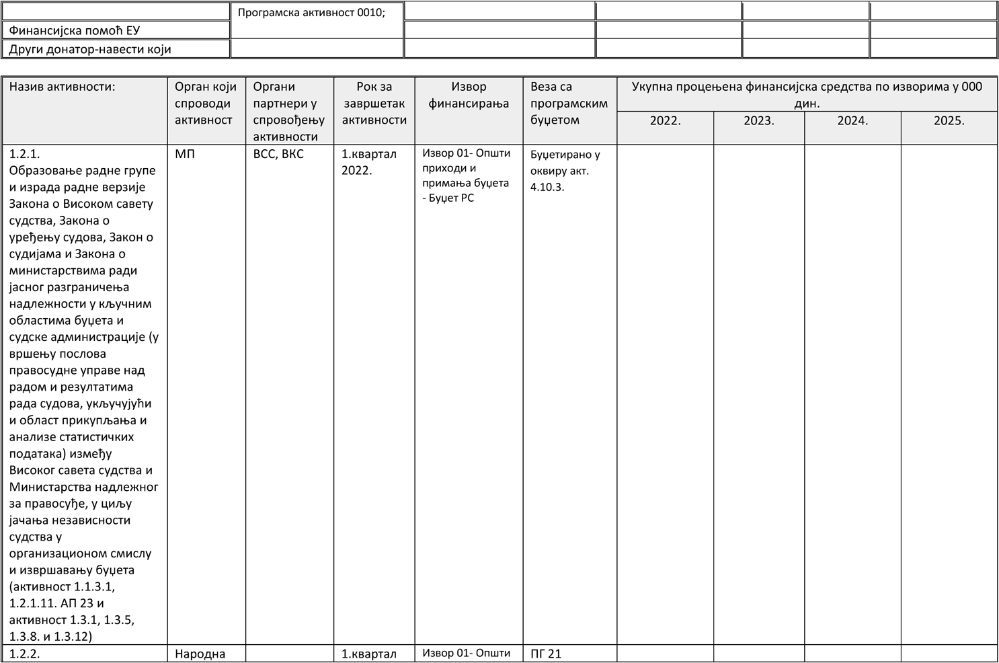 Програмска активност 0010;
Финансијска помоћ ЕУ
Други донатор-навести који
Назив активности:
Орган који
спроводи
активност
Органи
партнери у
спровођењу
активности
Рок за
завршетак
активности
Извор
финансирања
Веза са
програмским
буџетом
Укупна процењена финансијска средства по изворима у 000
дин.
2022.
2023.
2024.
2025.
1.2.1.
Образовање радне групе
и израда радне верзије
Закона о Високом савету
судства, Закона о
уређењу судова, Закон о
судијама и Закона о
министарствима ради
јасног разграничења
надлежности у кључним
областима буџета и
судске администрације (у
вршењу послова
правосудне управе над
радом и резултатима
рада судова, укључујући
и област прикупљања и
анализе статистичких
података) између
Високог савета судства и
Министарства надлежног
за правосуђе, у циљу
јачања независности
судства у
организационом смислу
и извршавању буџета
(активност 1.1.3.1,
1.2.1.11. АП 23 и
активност 1.3.1, 1.3.5,
1.3.8. и 1.3.12)
МП
ВСС, ВКС
1.квартал
2022.
Извор 01- Општи
приходи и
примања буџета
- Буџет РС
Буџетирано у
оквиру акт.
4.10.3.
1.2.2.
Народна
1.квартал
Извор 01- Општи
ПГ 21